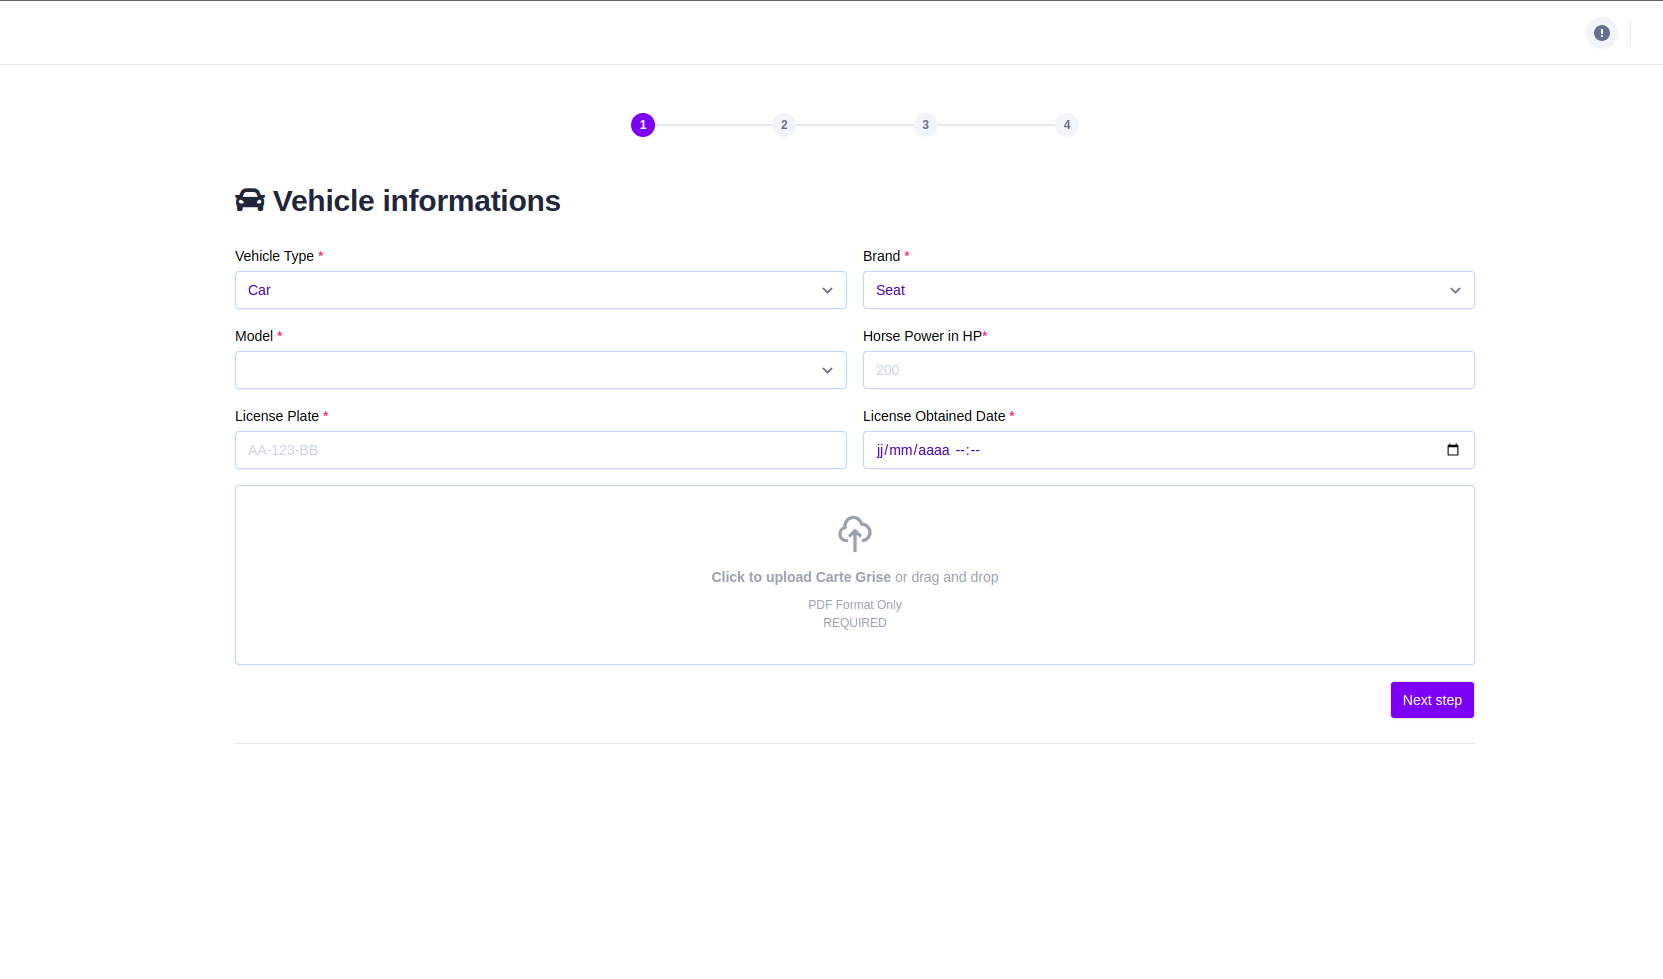 1 2 3 4
Vehicle informations
Vehicle Type * Brand *
Car Seat
Model * Horse Power in HP*
200
License Plate * License Obtained Date *
AA-123-BB jj/mm/aaaa --:--
Click to upload Carte Grise or drag and drop
PDF Format Only
REQUIRED
Next step